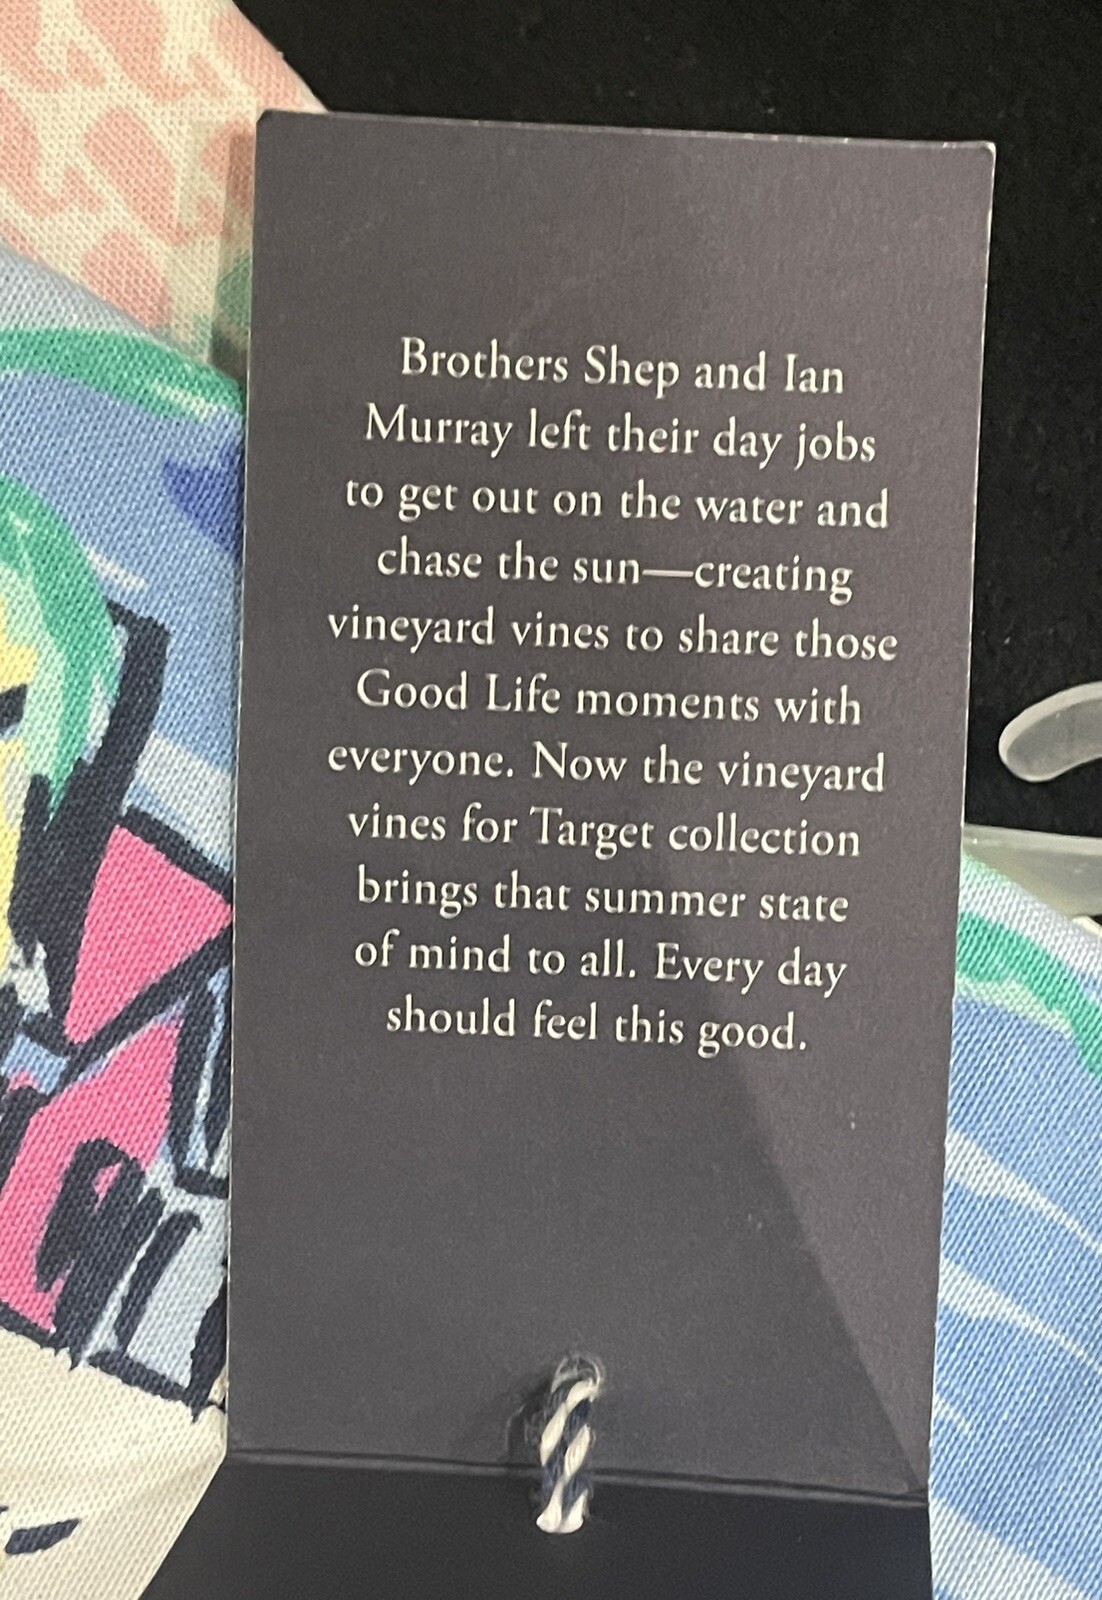 Brothers Shep and Ian
Murray left their day jobs
to get out on the water and
chase the sun—creating
vineyard vines to share those
Good Life moments with
everyone. Now the vineyard
vines for Target collection
brings that summer state
of mind to all. Every day
should feel this good.